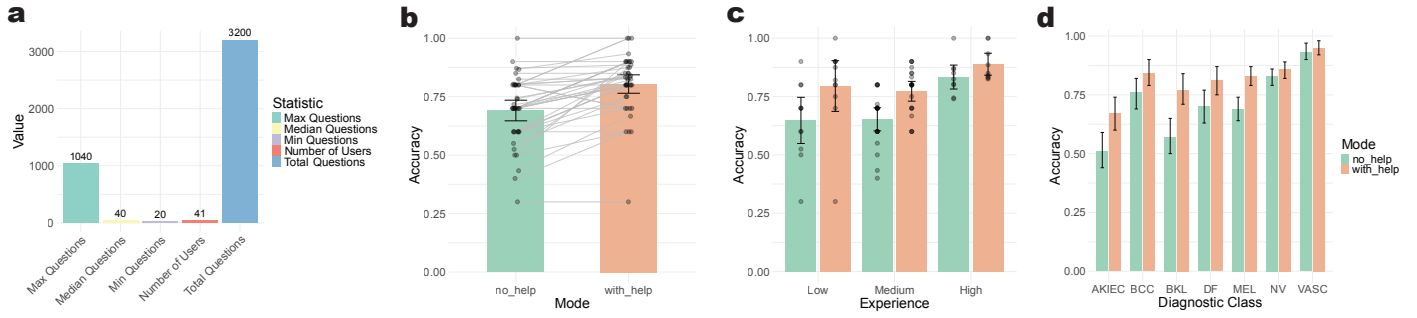 a
3000
2000
1000
0
Value
1040
40
20
41
3200
Max Questions
Median Questions
Min Questions
Number of Users
Total Questions
Statistic
Max Questions
Median Questions
Min Questions
Number of Users
Total Questions
b
1.00
0.75
0.50
0.25
0.00
Accuracy
no_help
with_help
Mode
c
1.00
0.75
0.50
0.25
0.00
Accuracy
Low
Medium
High
Experience
d
1.00
0.75
0.50
0.25
0.00
Accuracy
AKIEC
BCC
BKL
DF
MEL
NV
VASC
Diagnostic Class
Mode
no_help
with_help